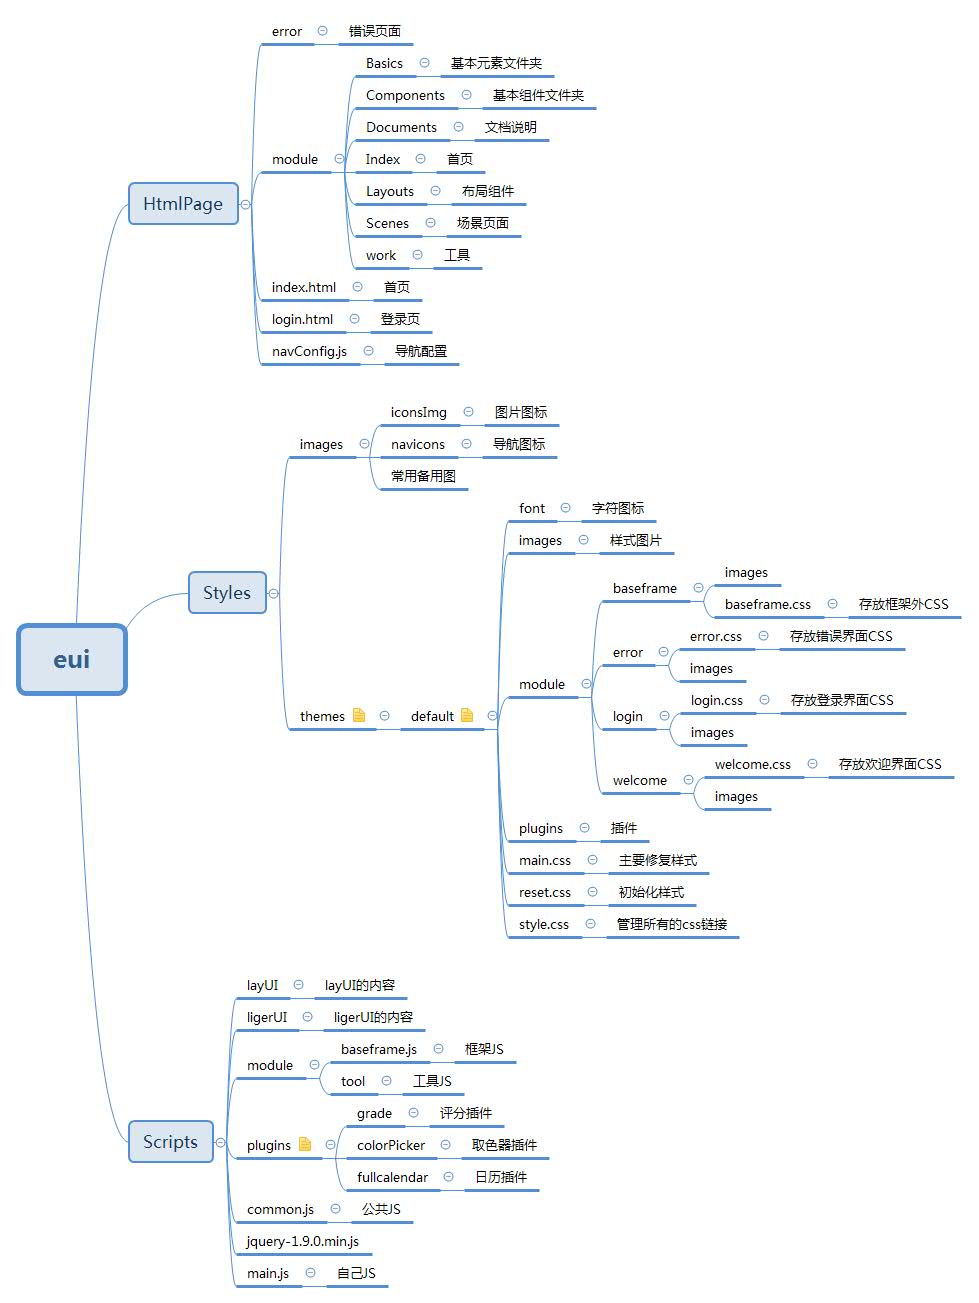 eui
HtmlPage
error 错误页面
module
Basics 基本元素文件夹
Components 基本组件文件夹
Documents 文档说明
Index 首页
Layouts 布局组件
Scenes 场景页面
work 工具
index.html 首页
login.html 登录页
navConfig.js 导航配置
Styles
images
iconsImg 图片图标
navicons 导航图标
常用备用图
themes
default
font 字符图标
images 样式图片
module
baseframe
images
baseframe.css 存放框架外CSS
error
error.css 存放错误界面CSS
images
login
login.css 存放登录界面CSS
images
welcome
welcome.css 存放欢迎界面CSS
images
plugins 插件
main.css 主要修复样式
reset.css 初始化样式
style.css 管理所有的css链接
Scripts
layUI layUI的内容
ligerUI ligerUI的内容
module
baseframe.js 框架JS
tool 工具JS
plugins
grade 评分插件
colorPicker 取色器插件
fullcalendar 日历插件
common.js 公共JS
jquery-1.9.0.min.js
main.js 自己JS